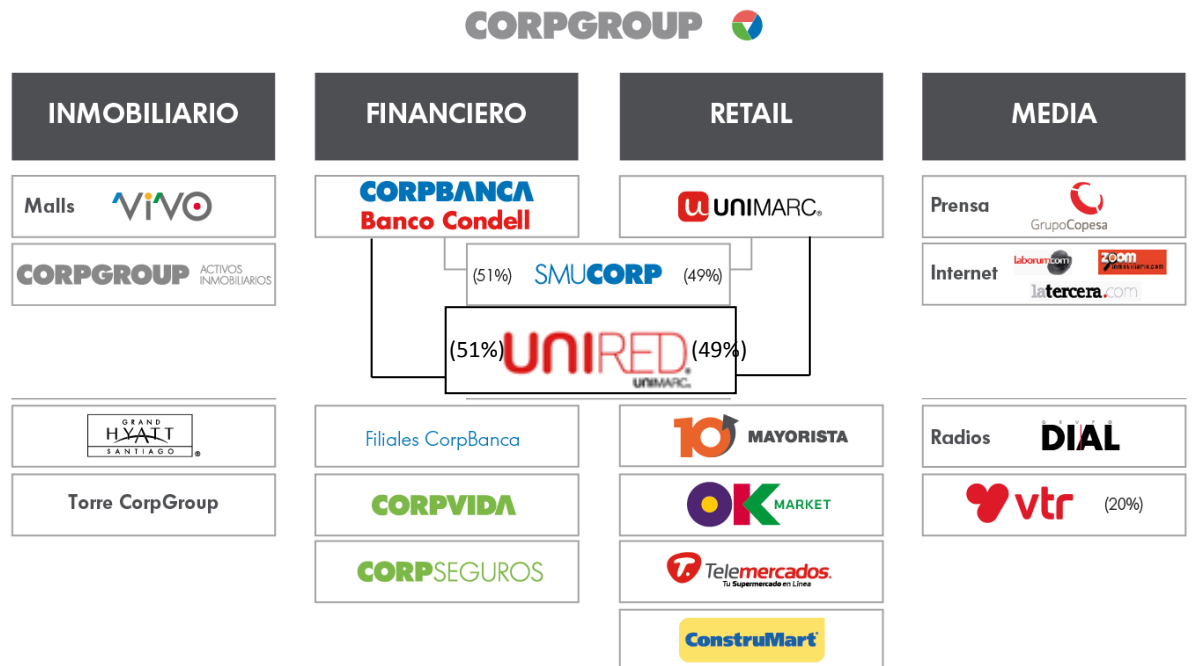 CORPGROUP
INMOBILIARIO
FINANCIERO
RETAIL
MEDIA
Malls VIVO
CORPBANCA
Banco Condell
UNIMARC®
Prensa
GrupoCopesa
CORPGROUP ACTIVOS
INMOBILIARIOS
(51%) SMUCORP (49%)
Internet
laborum.com
zoom
latercera.com
(51%) UNIRED® (49%)
UNIMARC®
GRAND
HYATT
SANTIAGO ®
Filiales CorpBanca
10 MAYORISTA
Radios
GRUPO
DIAL
Torre CorpGroup
CORPVIDA
OK MARKET
vtr (20%)
CORPSEGUROS
T. Telemercados®
Tu Supermercado en Línea
ConstruMart®